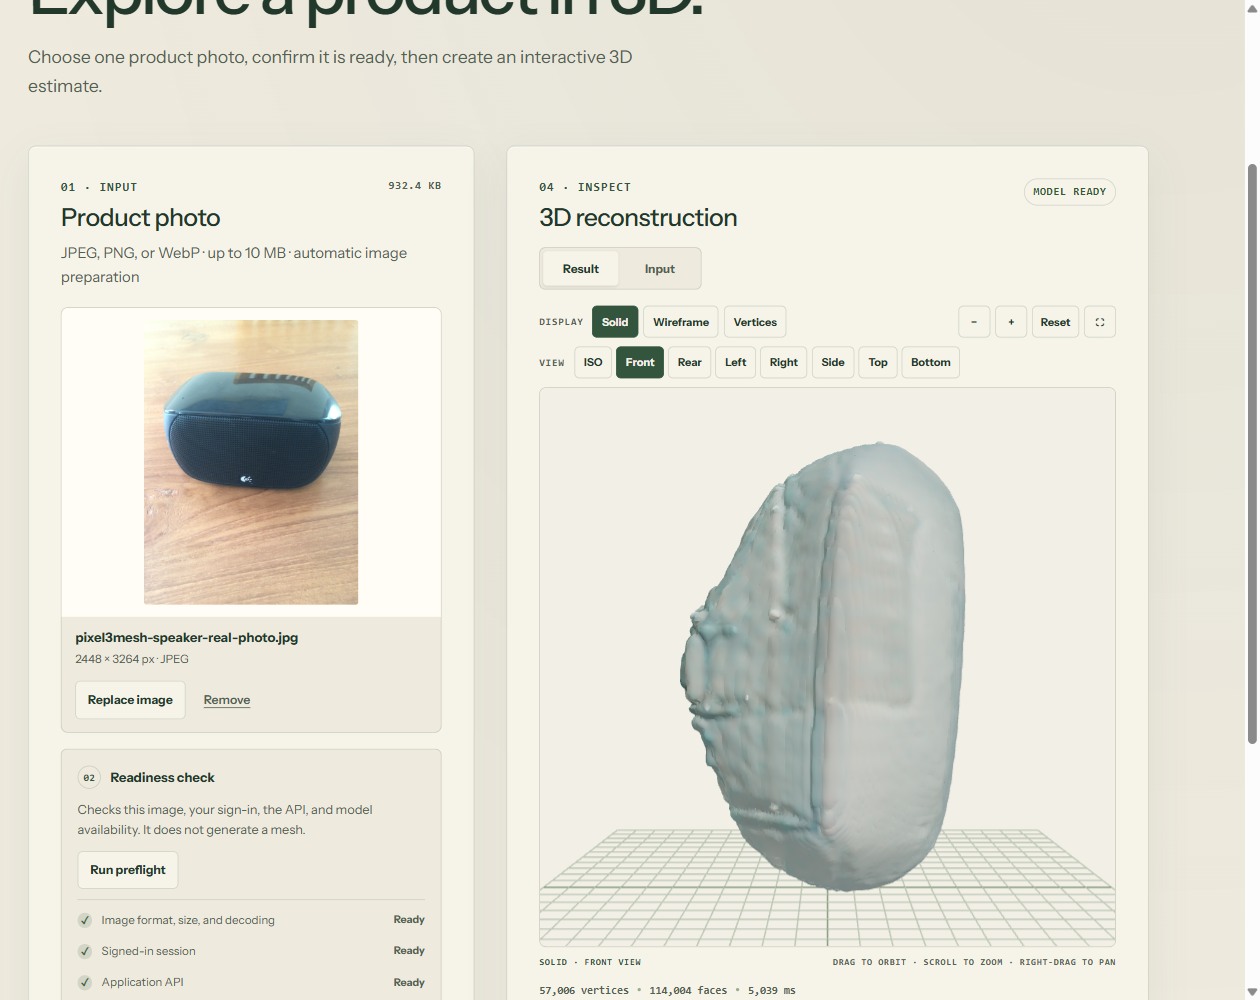 Explore a product in 3D.
Choose one product photo, confirm it is ready, then create an interactive 3D
estimate.
01 · INPUT
932.4 KB
Product photo
JPEG, PNG, or WebP · up to 10 MB · automatic image
preparation
pixel3mesh-speaker-real-photo.jpg
2448 × 3264 px · JPEG
Replace image
Remove
02
Readiness check
Checks this image, your sign-in, the API, and model
availability. It does not generate a mesh.
Run preflight
Image format, size, and decoding
Ready
Signed-in session
Ready
Application API
Ready
04 · INSPECT
MODEL READY
3D reconstruction
Result
Input
DISPLAY
Solid
Wireframe
Vertices
−
+
Reset
VIEW
ISO
Front
Rear
Left
Right
Side
Top
Bottom
SOLID · FRONT VIEW
DRAG TO ORBIT · SCROLL TO ZOOM · RIGHT-DRAG TO PAN
57,006 vertices • 114,004 faces • 5,039 ms